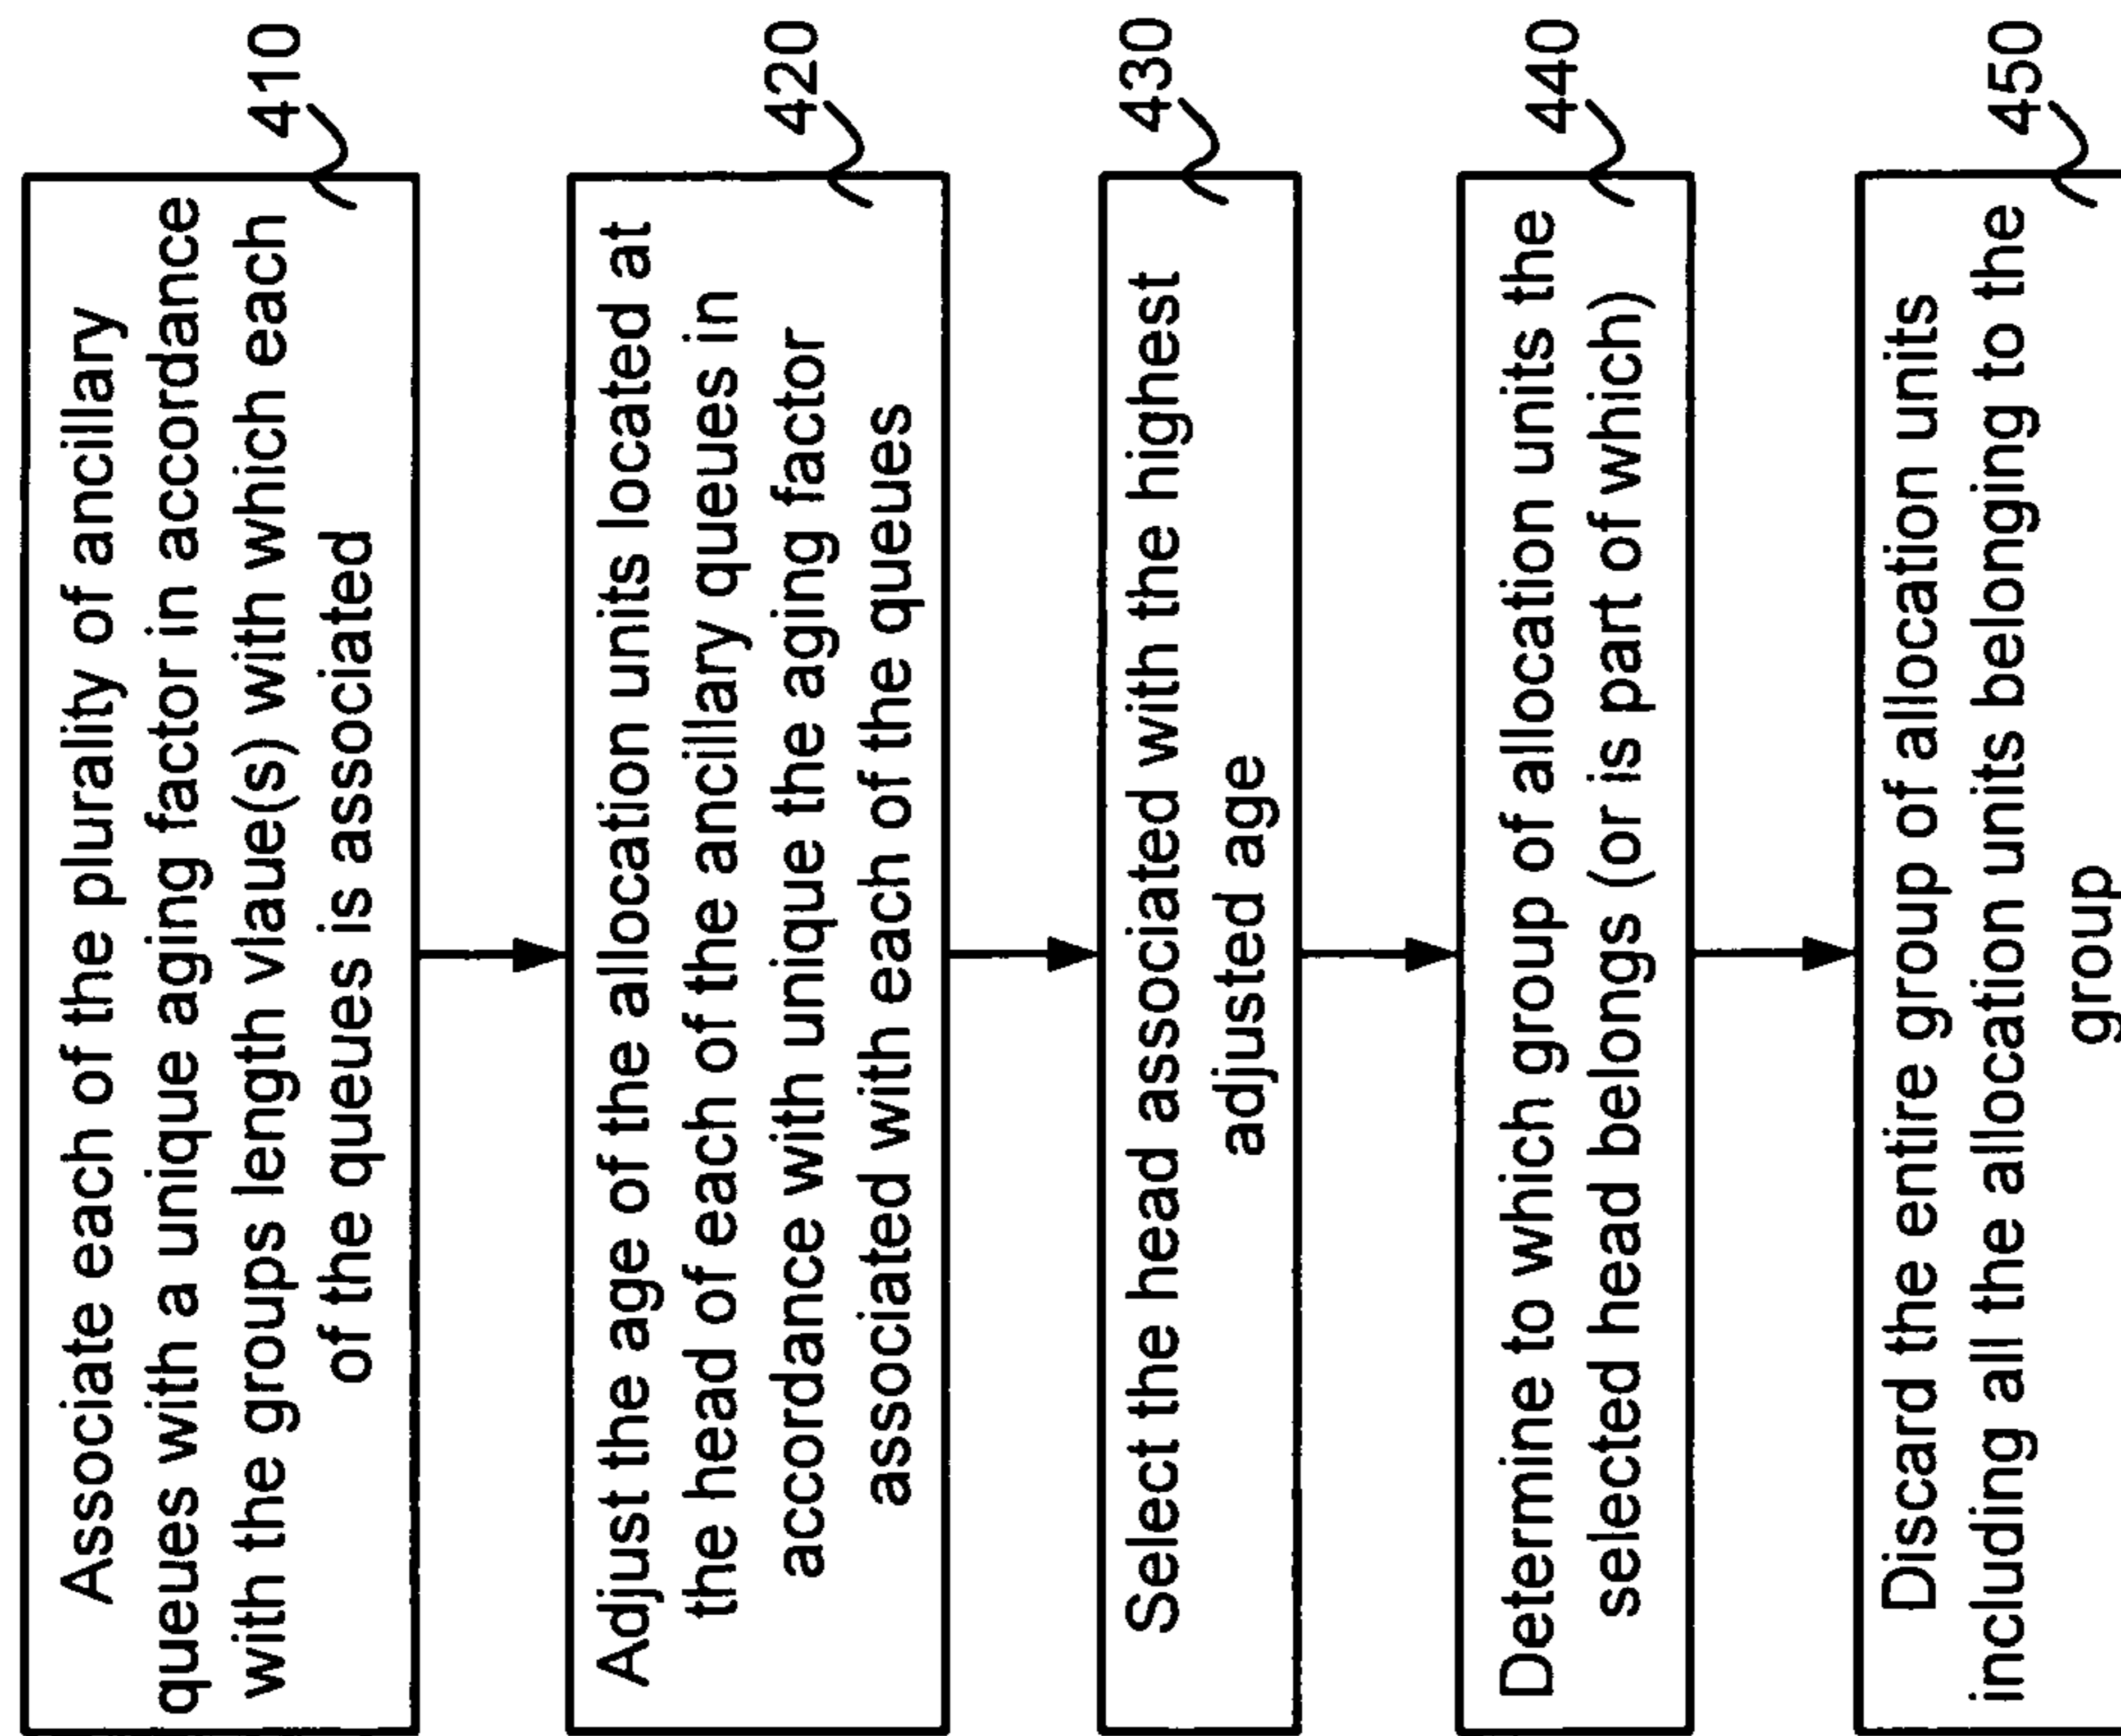 Associate each of the plurality of ancillary
queues with a unique aging factor in accordance
with the groups length vlaue(s) with which each
of the queues is associated
410
Adjust the age of the allocation units located at
the head of each of the ancillary queues in
accordance with unique the aging factor
associated with each of the queues
420
Select the head associated with the highest
adjusted age
430
Determine to which group of allocation units the
selected head belongs (or is part of which)
440
Discard the entire group of allocation units
including all the allocation units belonging to the
group
450